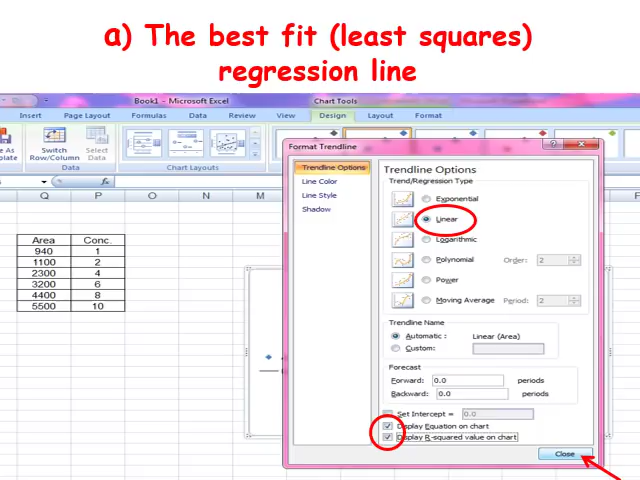 a) The best fit (least squares)
regression line
Book1 - Microsoft Excel
Chart Tools
Insert Page Layout Formulas Data Review View Design Layout Format
Switch
Row/Column
Select
Data
Data
Chart Layouts
Format Trendline
Trendline Options
Line Color
Line Style
Shadow
Trendline Options
Trend/Regression Type
Exponential
Linear
Logarithmic
Polynomial Order: 2
Power
Moving Average Period: 2
Trendline Name
Automatic : Linear (Area)
Custom:
Forecast
Forward: 0.0 periods
Backward: 0.0 periods
Set Intercept = 0.0
Display Equation on chart
Display R-squared value on chart
Close
fx
M N O P Q
Area Conc.
940 1
1100 2
2300 4
3200 6
4400 8
5500 10